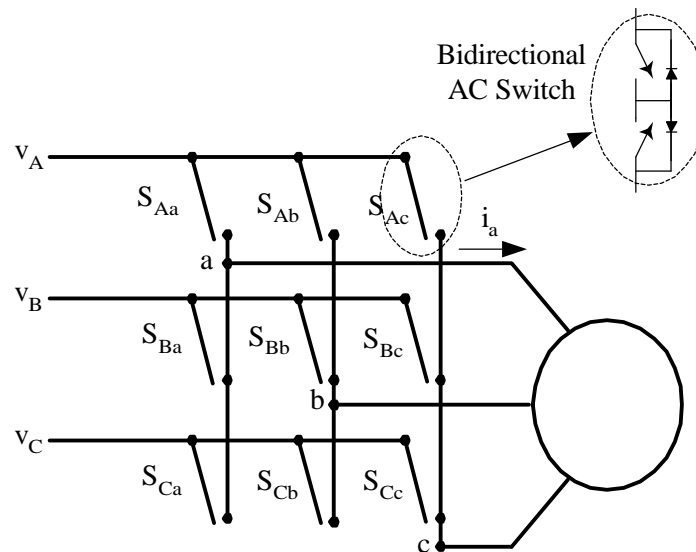 Bidirectional
AC Switch
v_A
S_Aa
S_Ab
S_Ac
i_a
a
v_B
S_Ba
S_Bb
S_Bc
b
v_C
S_Ca
S_Cb
S_Cc
c